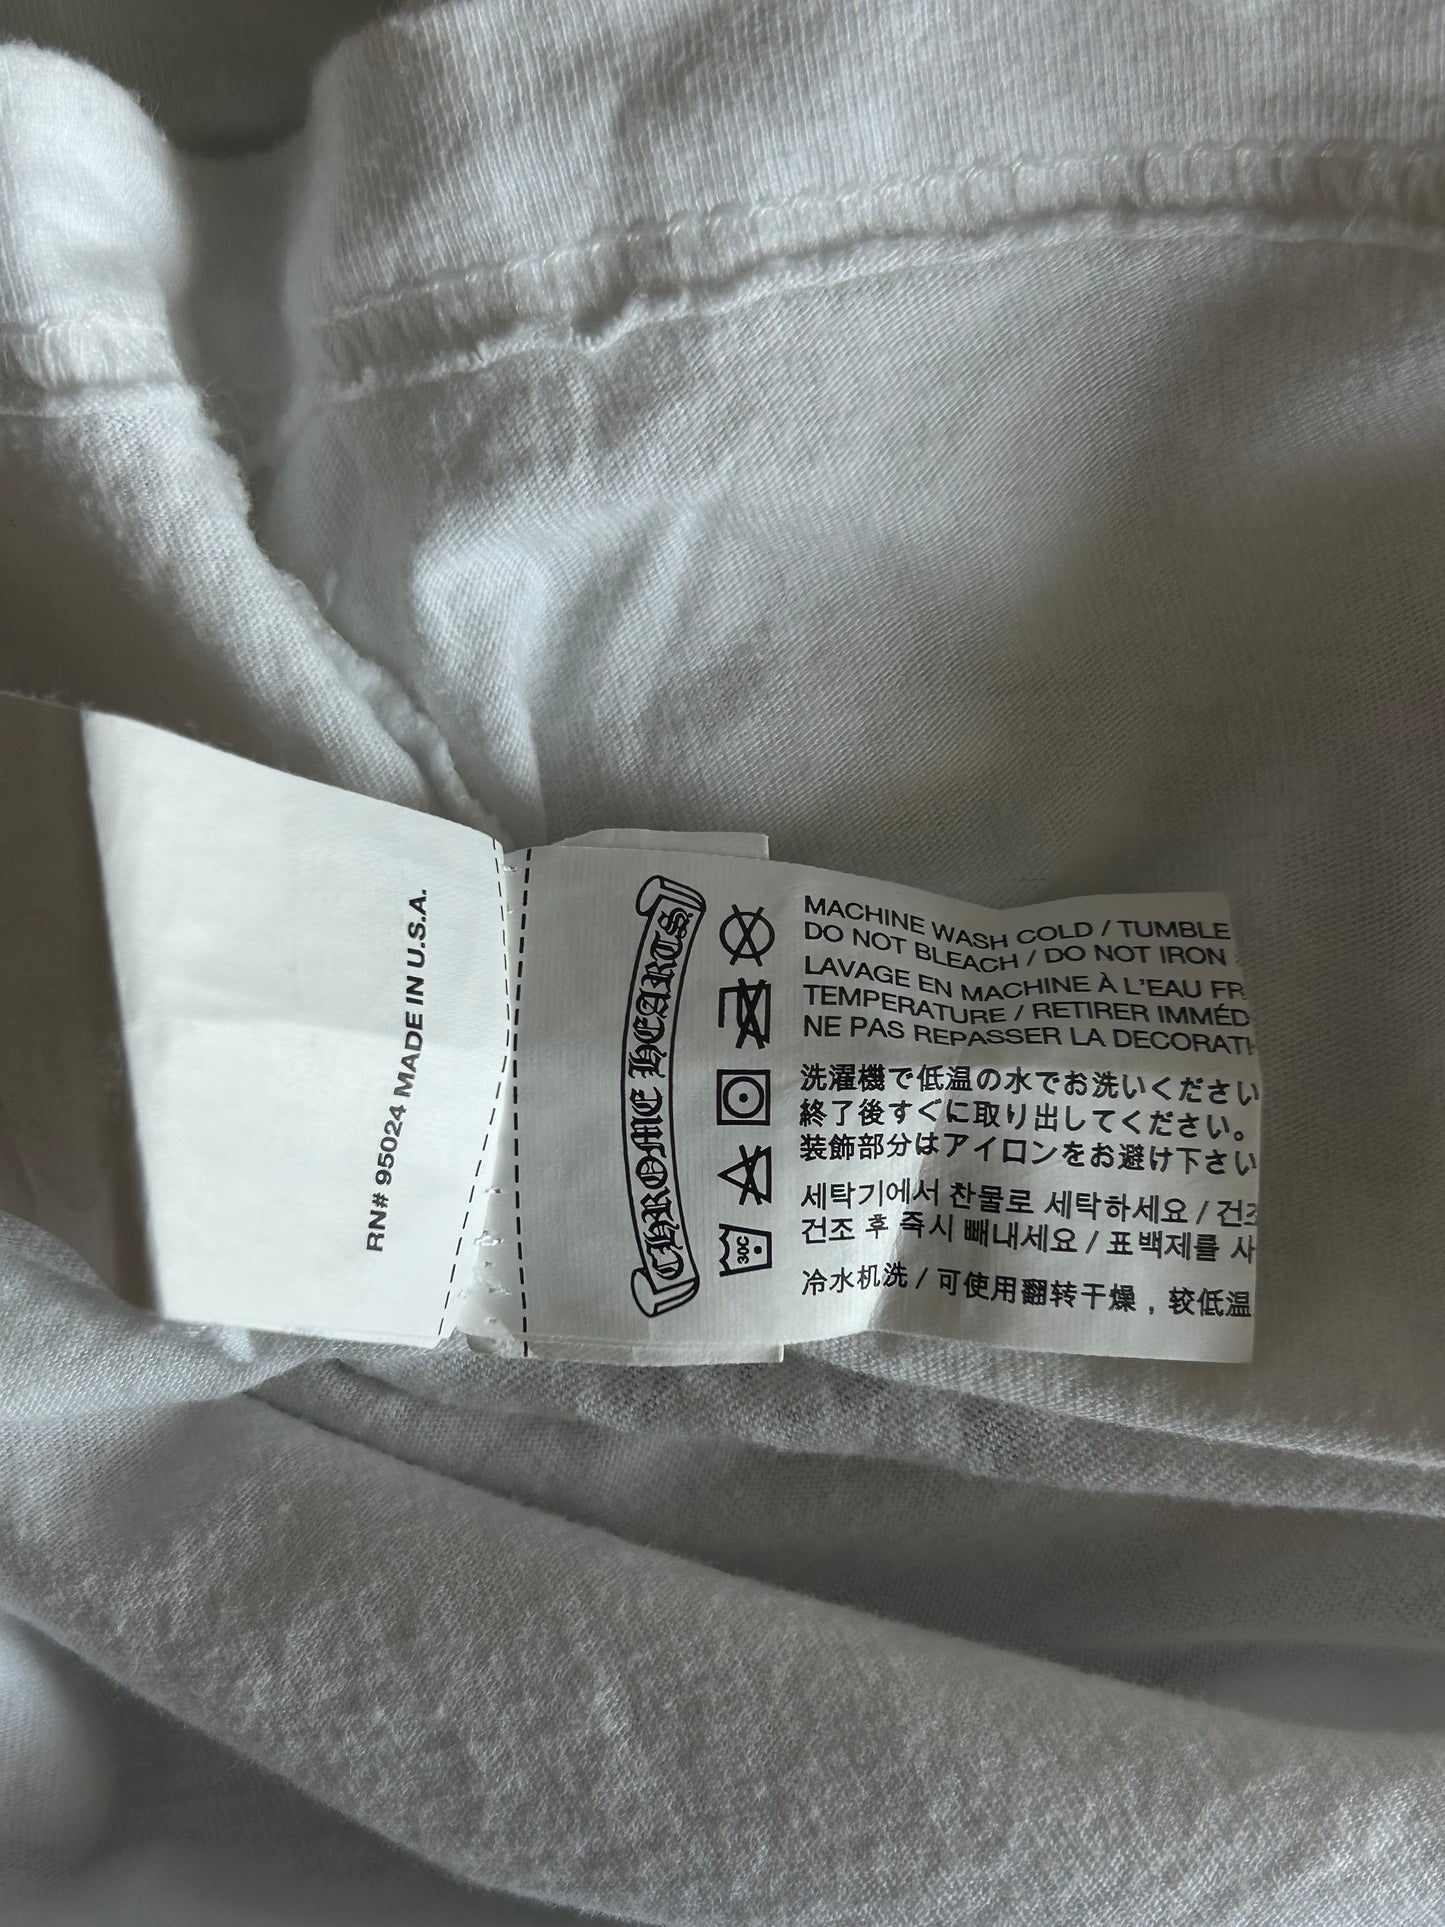 RN# 95024 MADE IN U.S.A.
CHROME HEARTS
30C
MACHINE WASH COLD / TUMBLE
DO NOT BLEACH / DO NOT IRON
LAVAGE EN MACHINE À L'EAU FR
TEMPERATURE / RETIRER IMMÉD
NE PAS REPASSER LA DECORATI
洗濯機で低温の水でお洗いください
終了後すぐに取り出してください。
装飾部分はアイロンをお避け下さい
세탁기에서 찬물로 세탁하세요 / 건조
건조 후 즉시 빼내세요 / 표백제를 사
冷水机洗 / 可使用翻转干燥，较低温